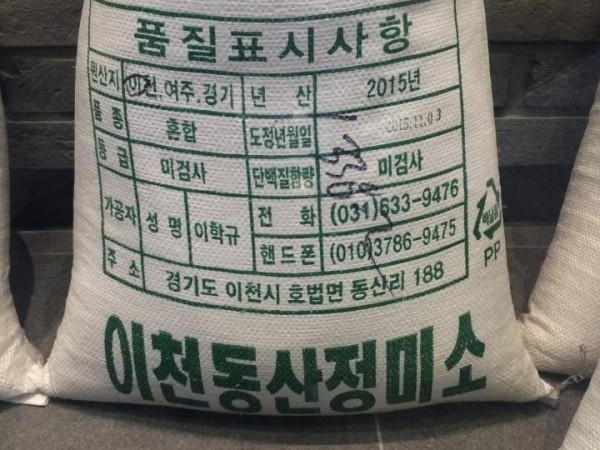 품질표시사항
원산지 이천.여주.경기 년산 2015년
품종 혼합 도정년월일 2015.11.03
등급 미검사 단백질함량 미검사
가공자 성명 이학규 전화 (031)633-9476
핸드폰 (010)3786-9475
주소 경기도 이천시 호법면 동산리 188
PP
이천동산정미소